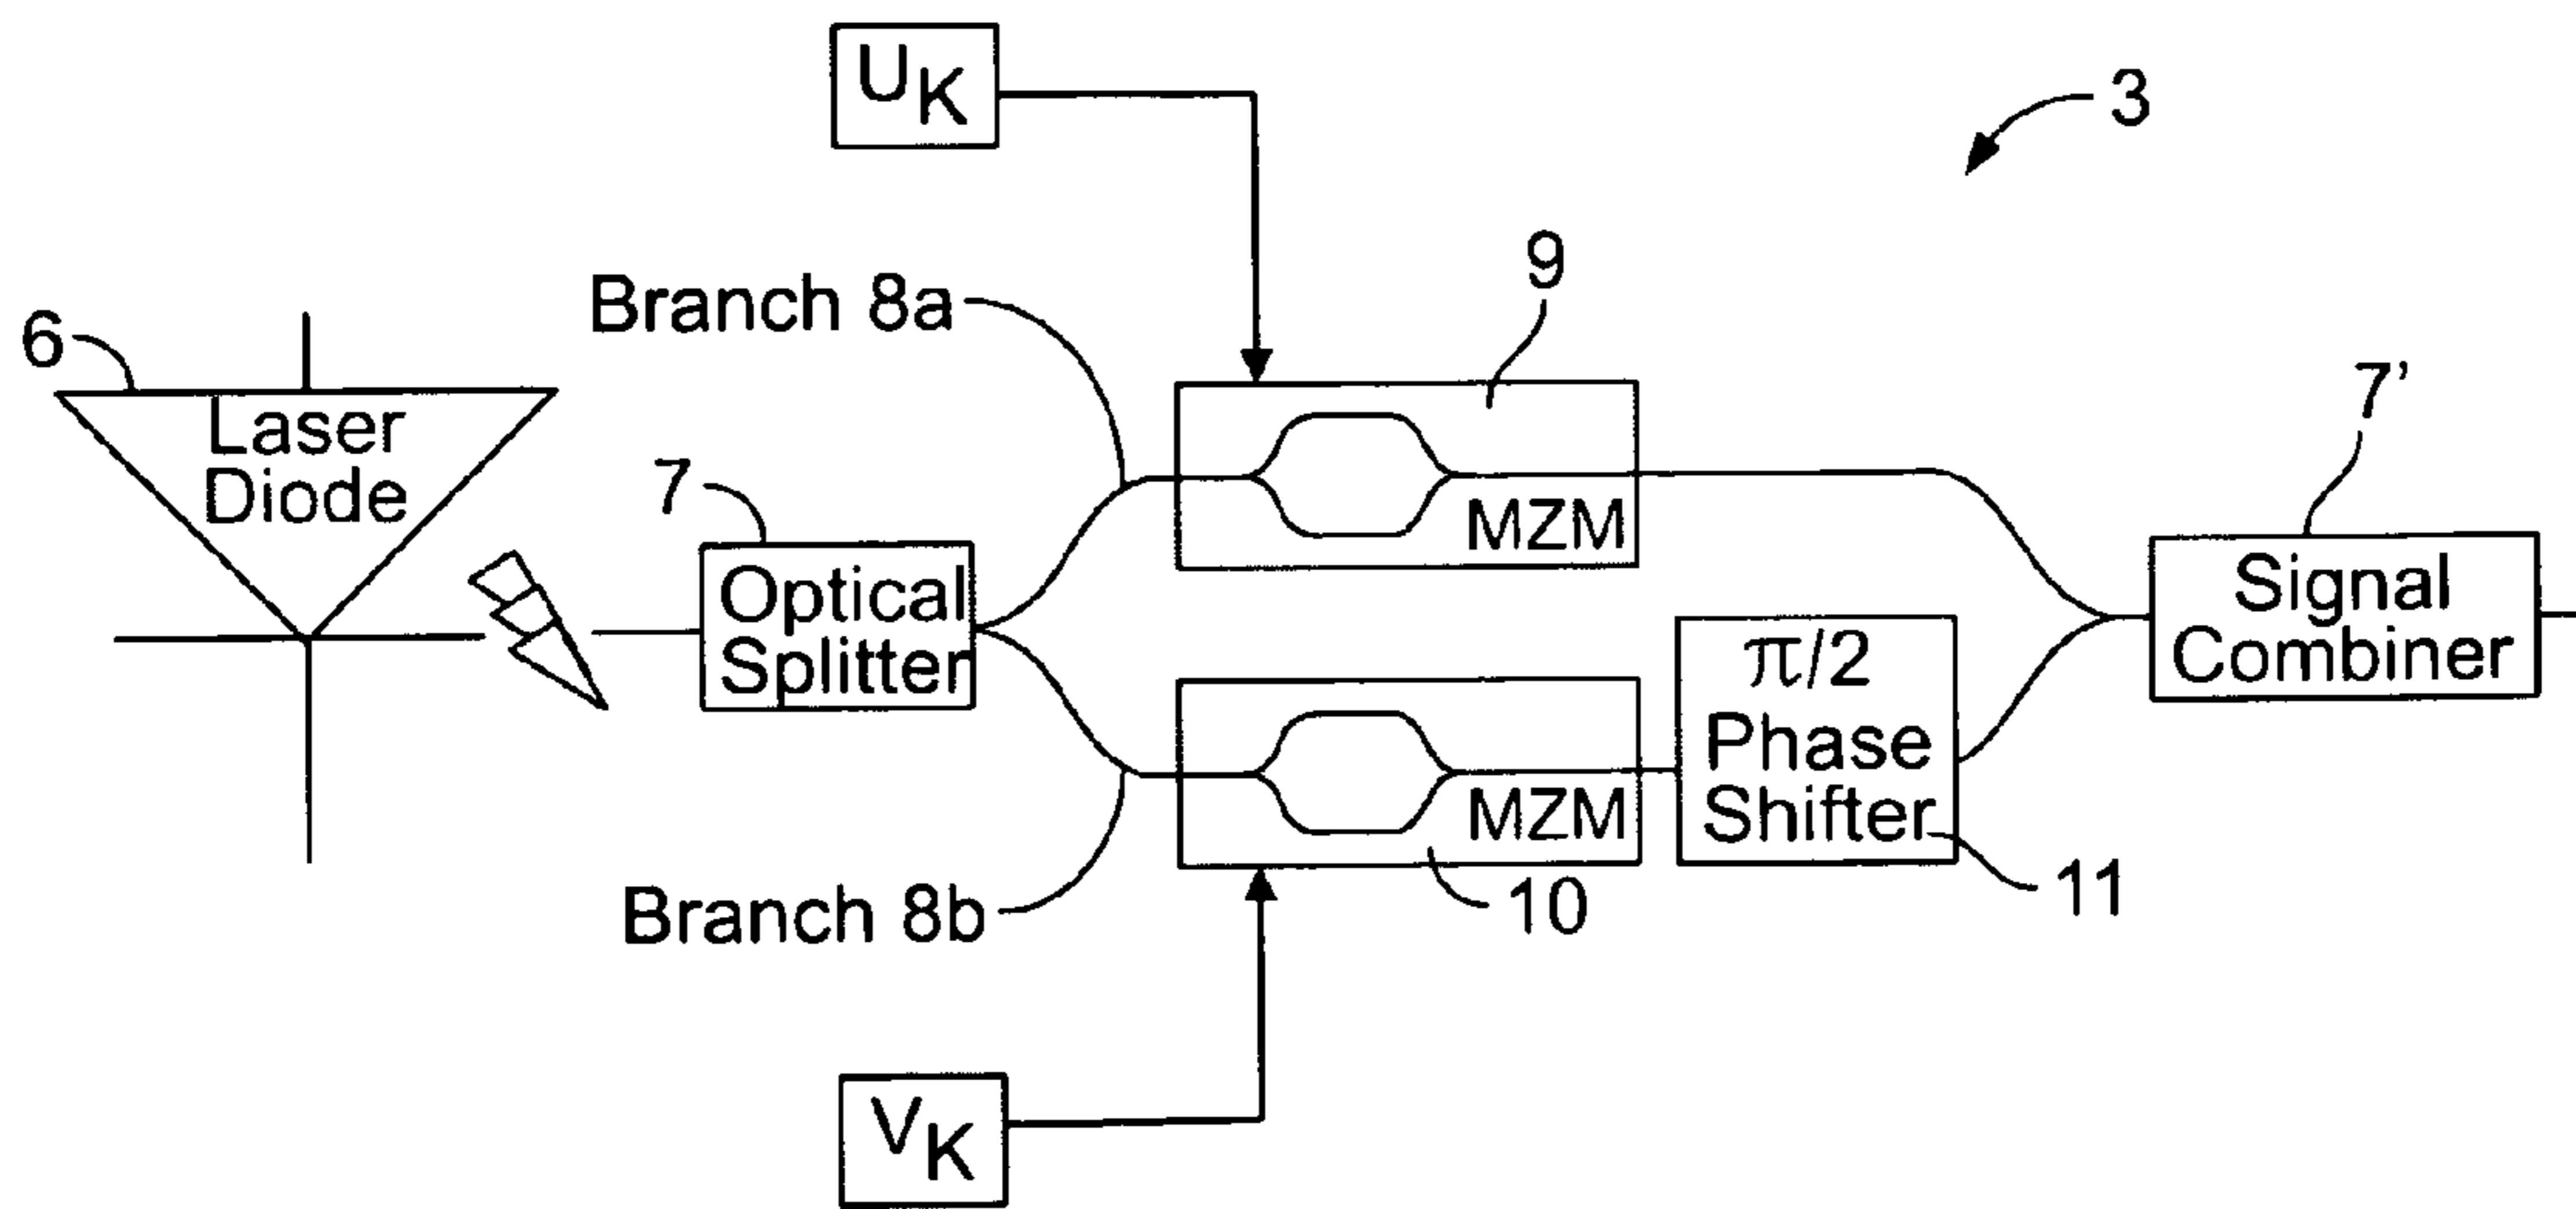 U_K
3
9
Branch 8a
6
7'
Laser
Diode
7
MZM
Optical
Splitter
Signal
Combiner
π/2
Phase
Shifter
MZM
10
11
Branch 8b
V_K